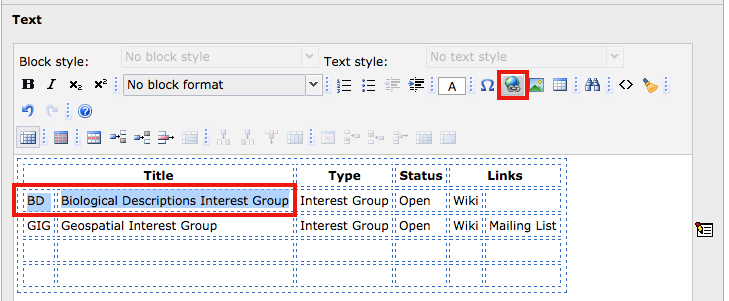 Text
Block style: No block style Text style: No text style
B I x₂ x² No block format A Ω <>
Title Type Status Links
BD Biological Descriptions Interest Group Interest Group Open Wiki
GIG Geospatial Interest Group Interest Group Open Wiki Mailing List